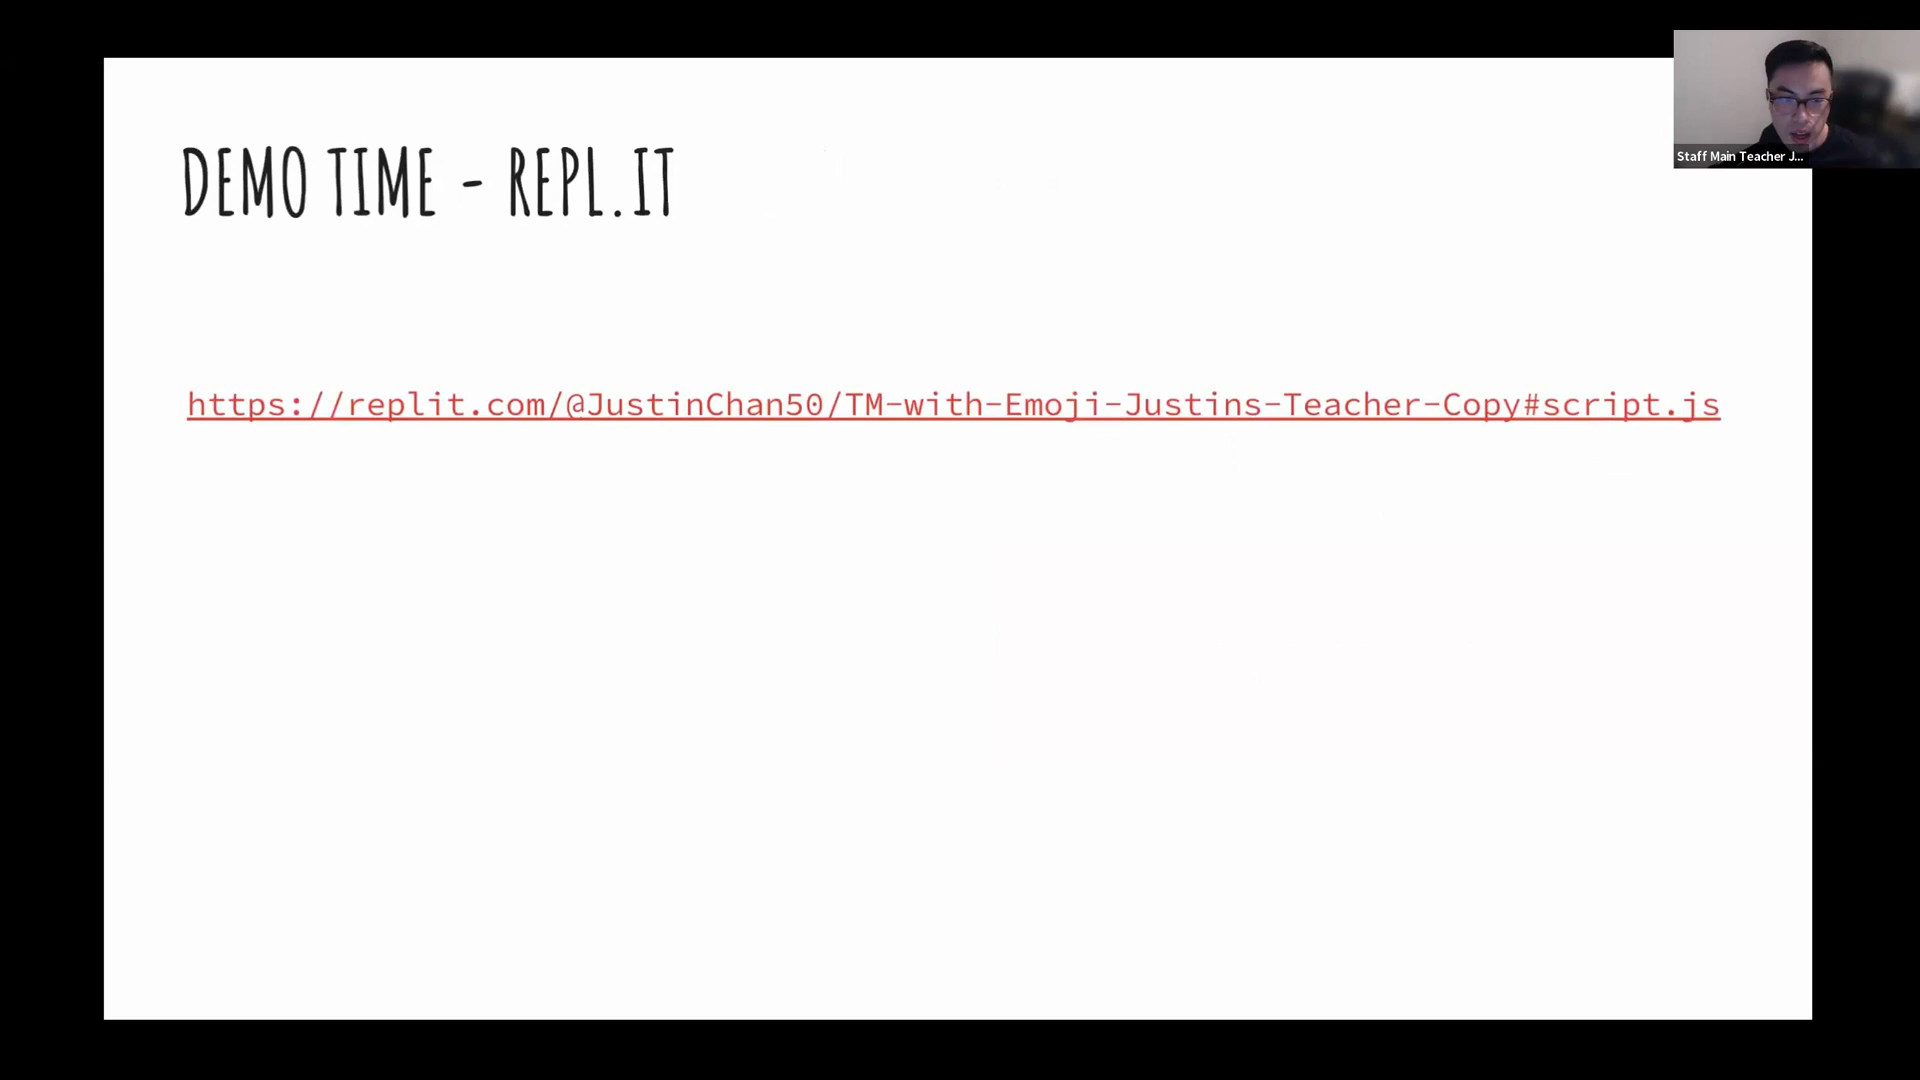 Staff Main Teacher J...
DEMO TIME - REPL.IT
https://replit.com/@JustinChan50/TM-with-Emoji-Justins-Teacher-Copy#script.js